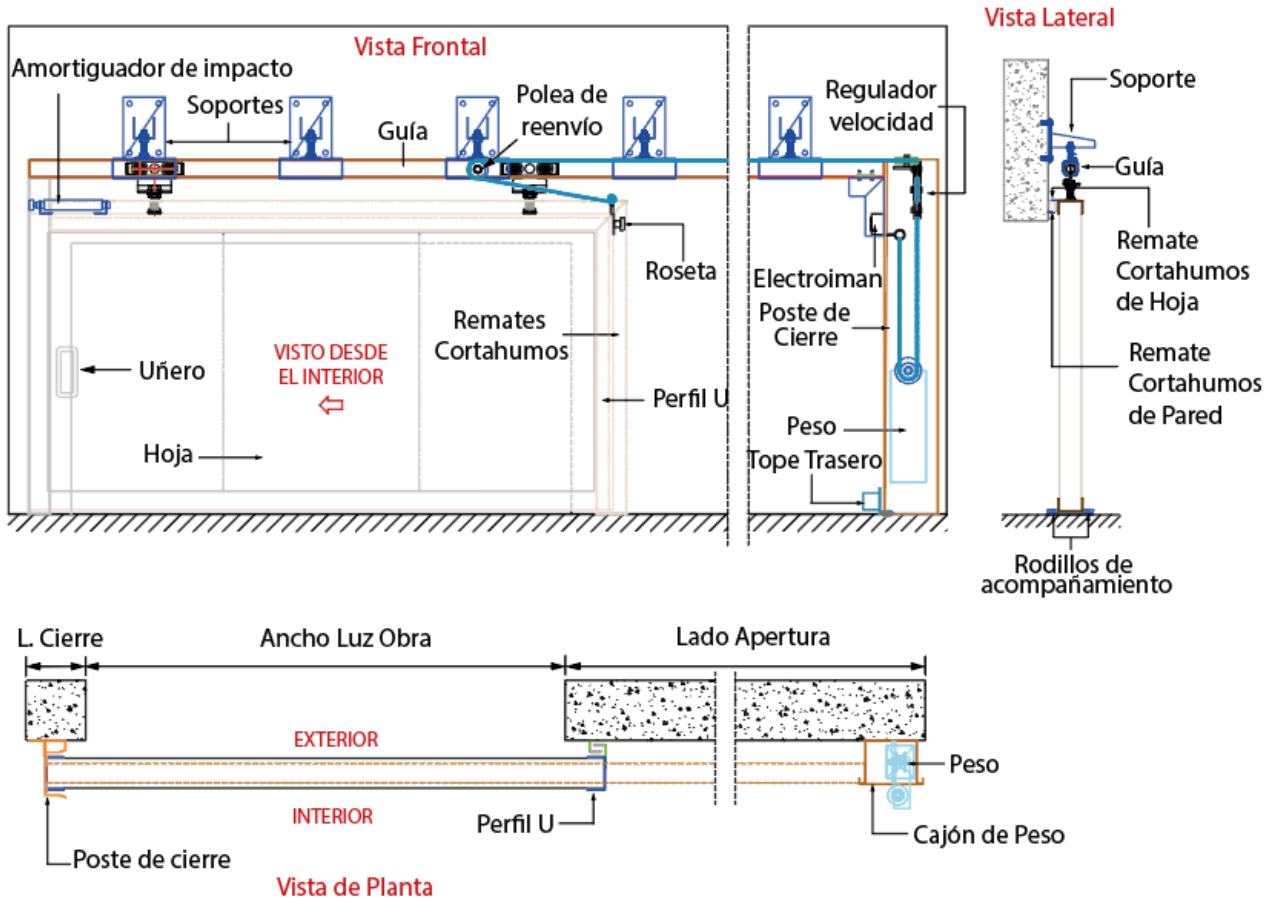 Vista Frontal
Vista Lateral
Amortiguador de impacto
Soportes
Guía
Polea de
reenvío
Regulador
velocidad
Soporte
Guía
Roseta
Electroiman
Remate
Cortahumos
de Hoja
Poste de
Cierre
Remates
Cortahumos
VISTO DESDE
EL INTERIOR
Uñero
Perfil U
Remate
Cortahumos
de Pared
Hoja
Peso
Tope Trasero
Rodillos de
acompañamiento
L. Cierre
Ancho Luz Obra
Lado Apertura
EXTERIOR
INTERIOR
Perfil U
Peso
Cajón de Peso
Poste de cierre
Vista de Planta